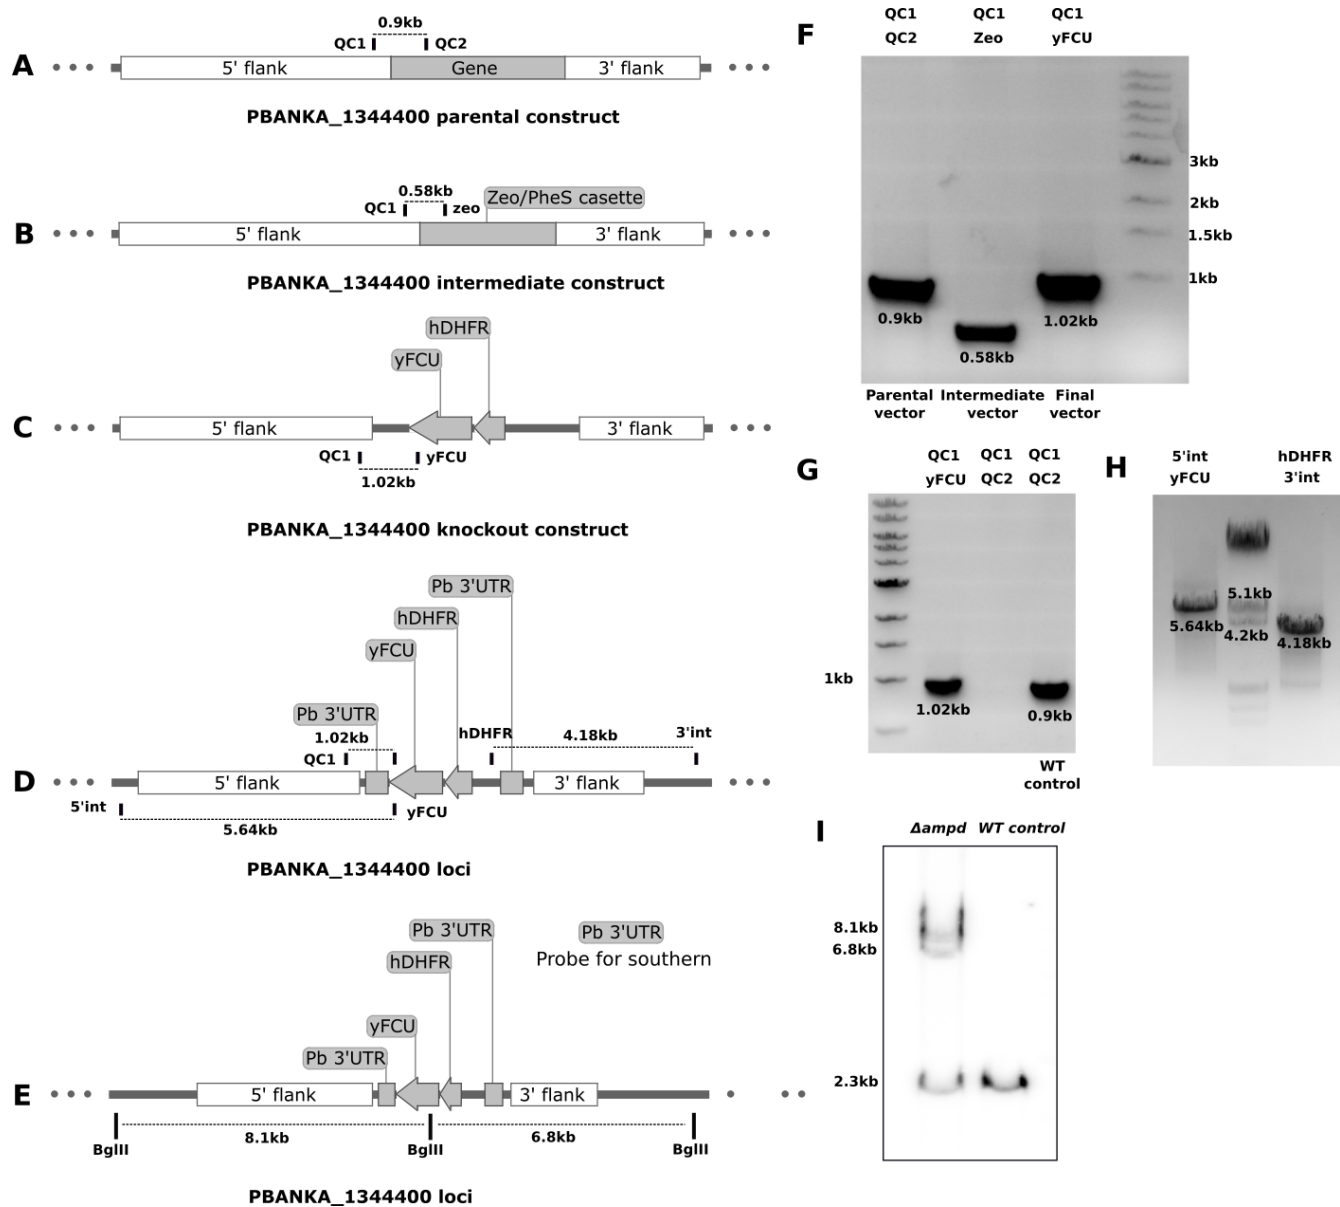 0.9kb
QC1 QC2
A 5' flank Gene 3' flank
PBANKA_1344400 parental construct
0.58kb Zeo/PheS casette
QC1 zeo
B 5' flank 3' flank
PBANKA_1344400 intermediate construct
hDHFR
yFCU
C 5' flank 3' flank
QC1 yFCU
1.02kb
PBANKA_1344400 knockout construct
Pb 3'UTR
hDHFR
yFCU
Pb 3'UTR
1.02kb hDHFR 4.18kb 3'int
QC1
D 5' flank 3' flank
5'int yFCU
5.64kb
PBANKA_1344400 loci
Pb 3'UTR Pb 3'UTR
hDHFR Probe for southern
yFCU
Pb 3'UTR
E 5' flank 3' flank
8.1kb 6.8kb
BglII BglII BglII
PBANKA_1344400 loci
F
QC1 QC1 QC1
QC2 Zeo yFCU
3kb
2kb
1.5kb
1kb
0.9kb 1.02kb
0.58kb
Parental Intermediate Final
vector vector vector
G
QC1 QC1 QC1
yFCU QC2 QC2
1kb
1.02kb 0.9kb
WT
control
H
5'int hDHFR
yFCU 3'int
5.1kb
5.64kb 4.2kb 4.18kb
I
Δampd WT control
8.1kb
6.8kb
2.3kb